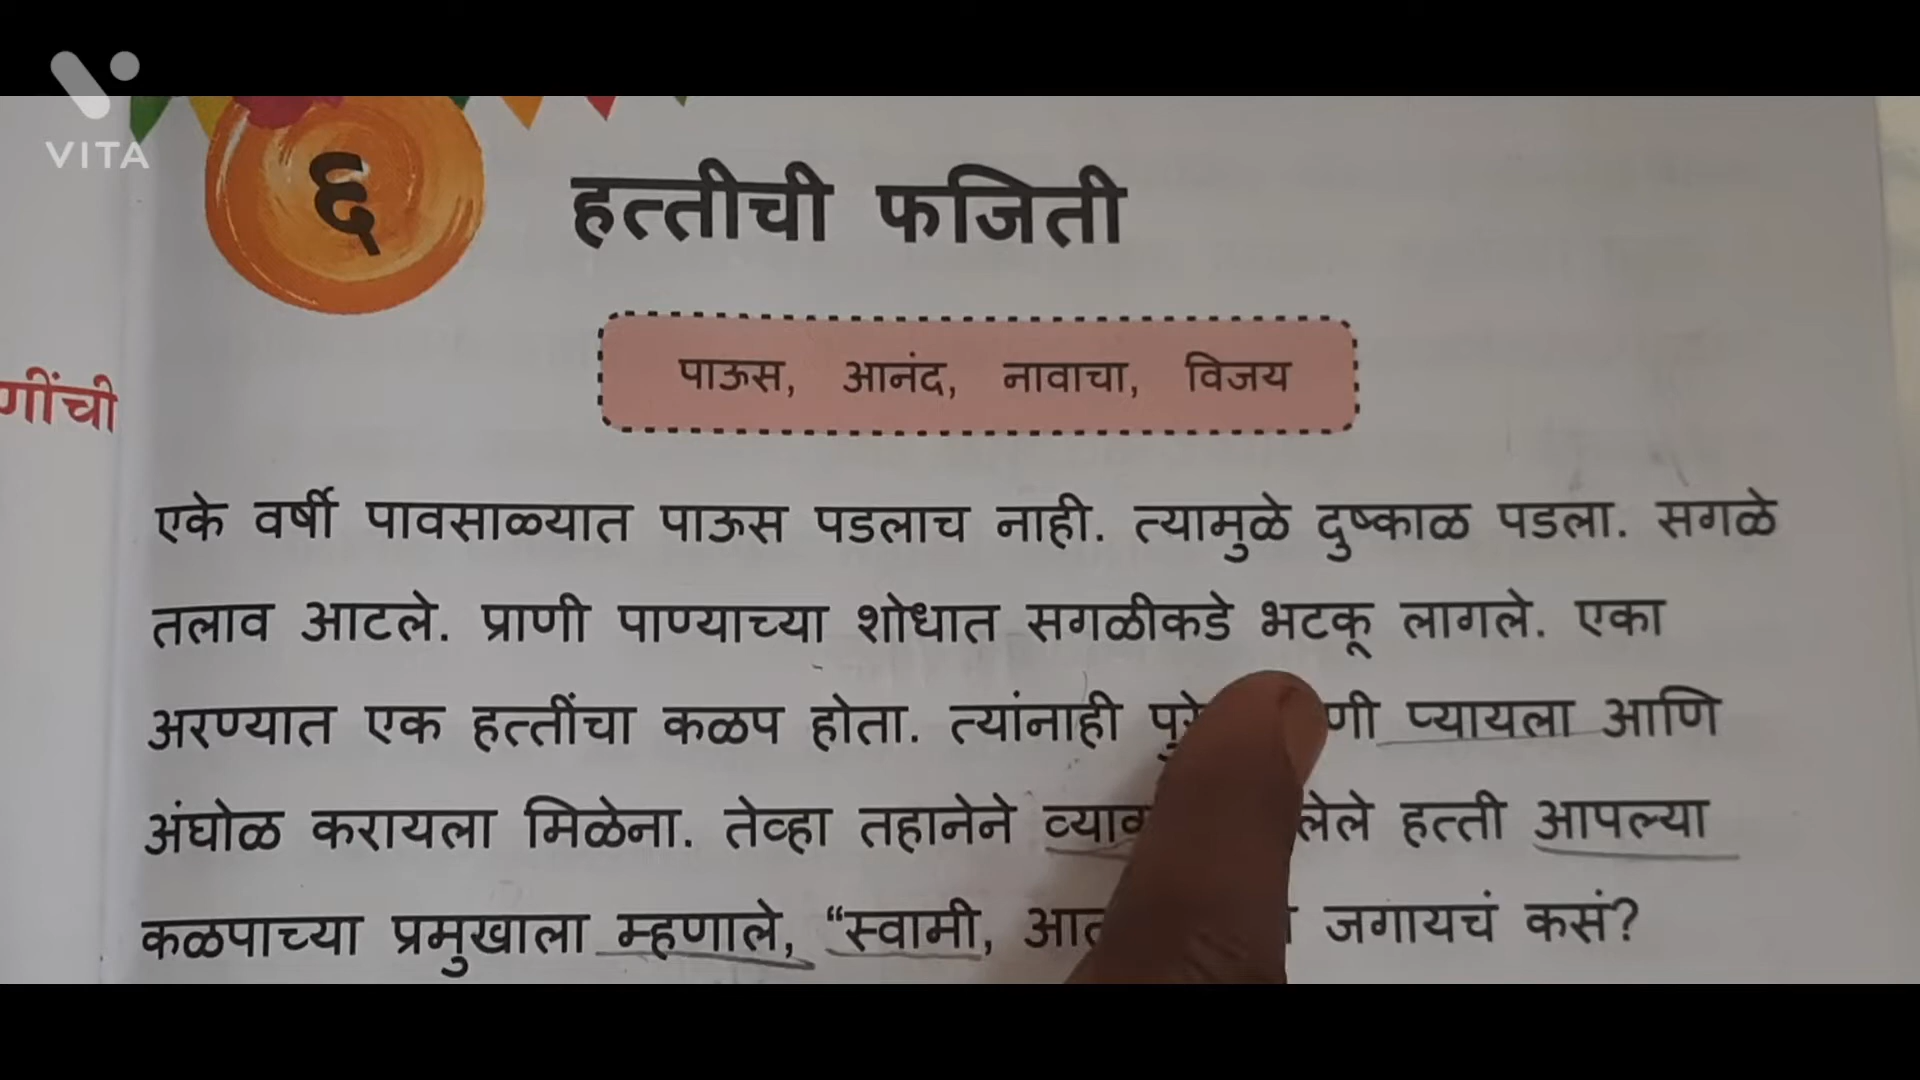 VITA
६ हत्तीची फजिती
पाऊस, आनंद, नावाचा, विजय
गींची
एके वर्षी पावसाळ्यात पाऊस पडलाच नाही. त्यामुळे दुष्काळ पडला. सगळे
तलाव आटले. प्राणी पाण्याच्या शोधात सगळीकडे भटकू लागले. एका
अरण्यात एक हत्तींचा कळप होता. त्यांनाही प्यायला आणि
अंघोळ करायला मिळेना. तेव्हा तहानेने हत्ती आपल्या
कळपाच्या प्रमुखाला म्हणाले, “स्वामी, जगायचं कसं?